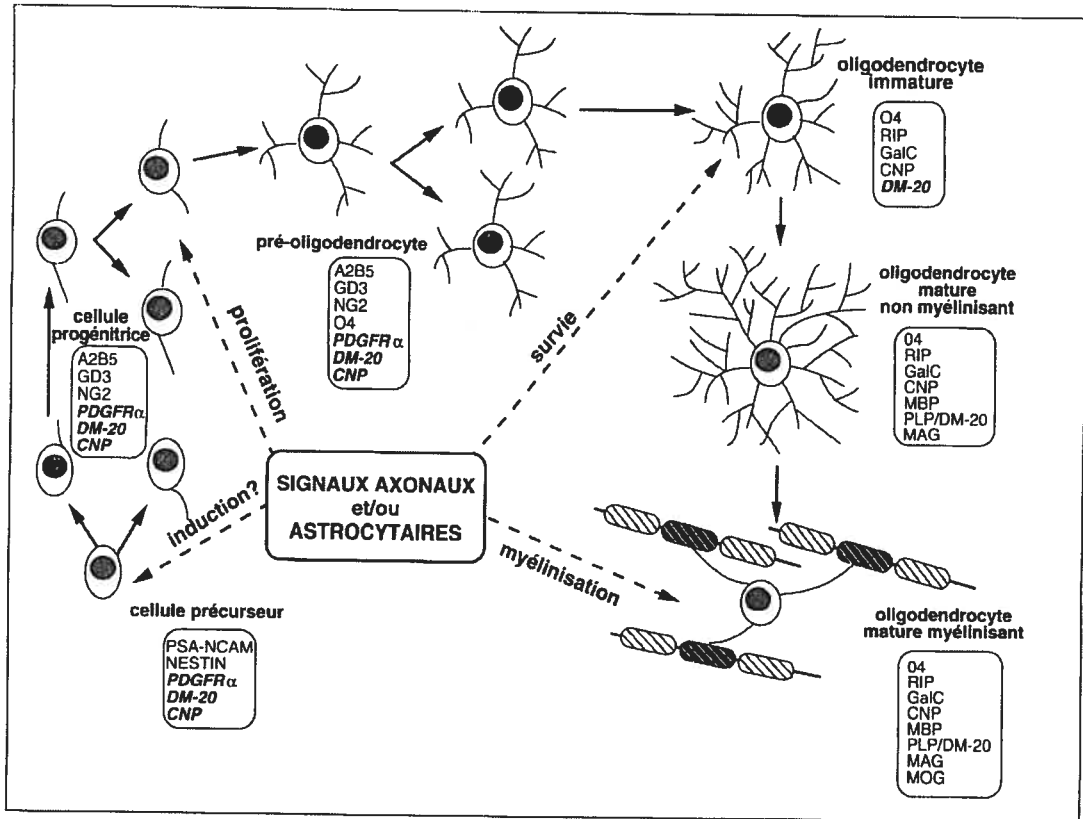 oligodendrocyte
immature
O4
RIP
GalC
CNP
DM-20
pré-oligodendrocyte
A2B5
GD3
NG2
O4
PDGFRα
DM-20
CNP
cellule
progénitrice
A2B5
GD3
NG2
PDGFRα
DM-20
CNP
prolifération
survie
oligodendrocyte
mature
non myélinisant
04
RIP
GalC
CNP
MBP
PLP/DM-20
MAG
SIGNAUX AXONAUX
et/ou
ASTROCYTAIRES
induction?
myélinisation
cellule précurseur
PSA-NCAM
NESTIN
PDGFRα
DM-20
CNP
oligodendrocyte
mature myélinisant
04
RIP
GalC
CNP
MBP
PLP/DM-20
MAG
MOG